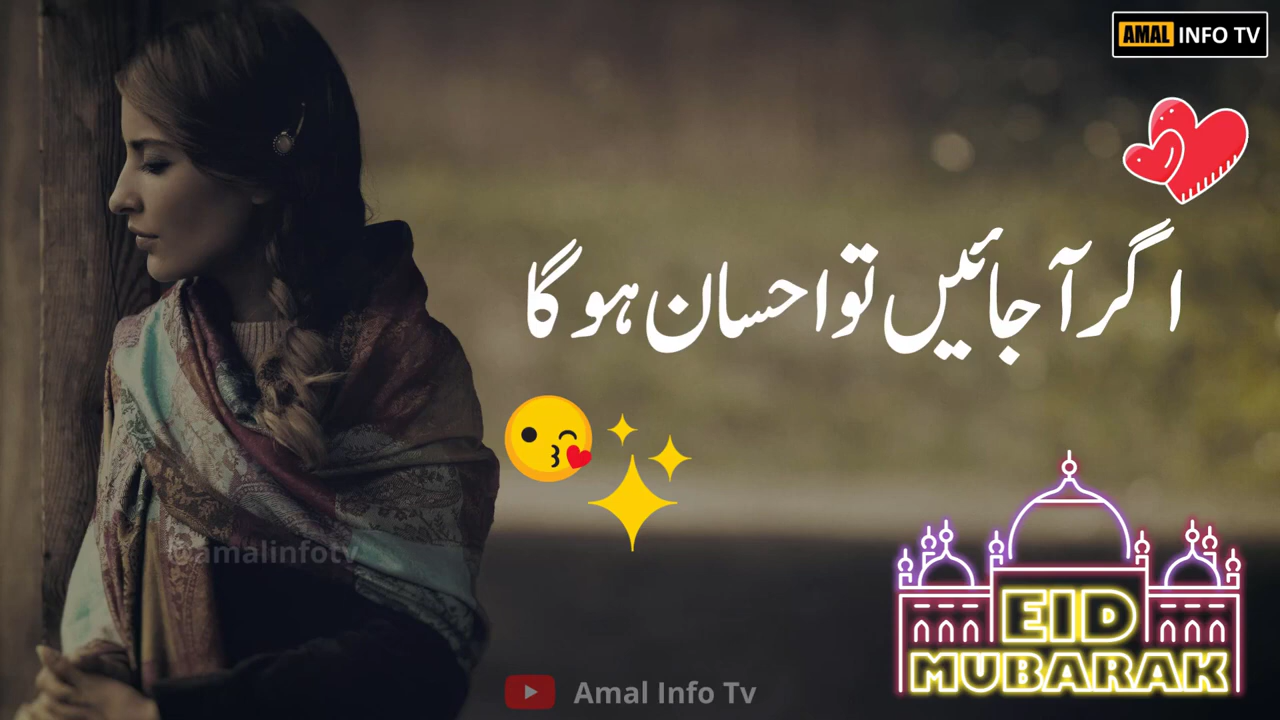 AMAL INFO TV
اگر آ جائیں تو احسان ہو گا
@amalinfotv
EID
MUBARAK
Amal Info Tv